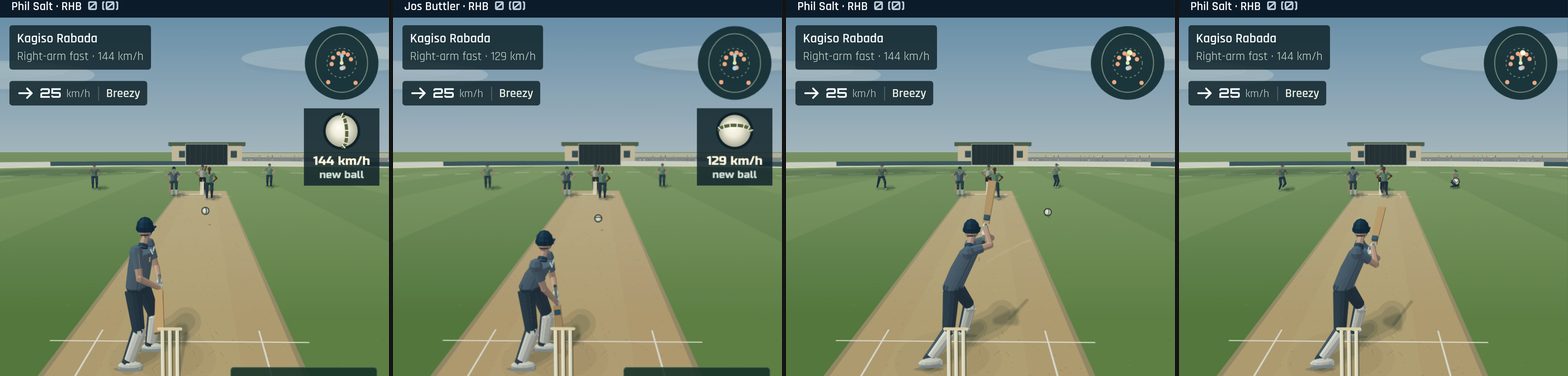 Phil Salt · RHB 0 (0)
Kagiso Rabada
Right-arm fast · 144 km/h
→ 25 km/h | Breezy
144 km/h
new ball
Jos Buttler · RHB 0 (0)
Kagiso Rabada
Right-arm fast · 129 km/h
→ 25 km/h | Breezy
129 km/h
new ball
Phil Salt · RHB 0 (0)
Kagiso Rabada
Right-arm fast · 144 km/h
→ 25 km/h | Breezy
Phil Salt · RHB 0 (0)
Kagiso Rabada
Right-arm fast · 144 km/h
→ 25 km/h | Breezy